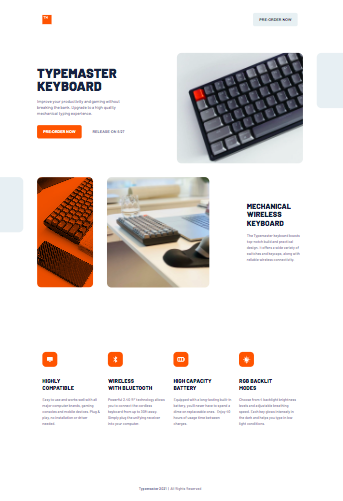 PRE-ORDER NOW
TYPEMASTER
KEYBOARD
Improve your productivity and gaming without
breaking the bank. Upgrade to a high quality
mechanical typing experience.
PRE-ORDER NOW
RELEASE ON 5/27
MECHANICAL
WIRELESS
KEYBOARD
The Typemaster keyboard boasts
top-notch build and practical
design. It offers a wide variety of
switches and keycaps, along with
reliable wireless connectivity.
HIGHLY
COMPATIBLE
Easy to use and works well with all
major computer brands, gaming
consoles and mobile devices. Plug &
play, no installation or drivers
needed.
WIRELESS
WITH BLUETOOTH
Powerful 2.4G RF technology allows
you to connect the cordless
keyboard from up to 20ft away.
Simply plug the unifying receiver
into your computer.
HIGH CAPACITY
BATTERY
Equipped with a long-lasting built-in
battery, you'll never have to spend a
dime on replaceable ones. Enjoy 40
hours of battery life in between
charges.
RGB BACKLIT
MODES
Choose from 4 backlight brightness
levels and adjustable breathing
speed. Each key glows intensely in
the dark and helps you type in low
light conditions.
Typemaster 2021 | All Rights Reserved